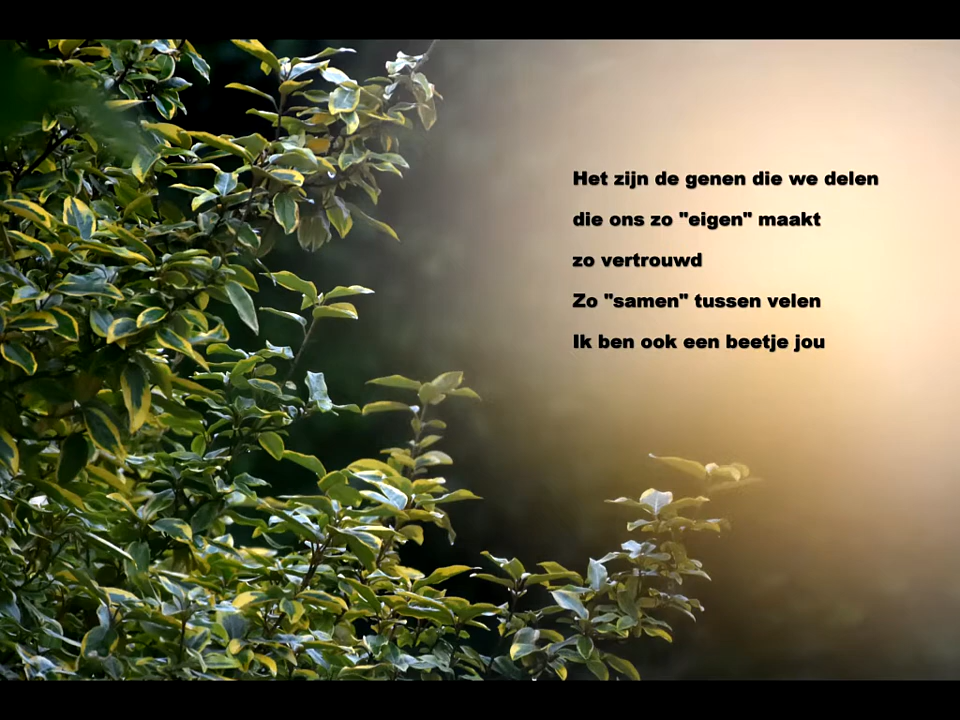 Het zijn de genen die we delen
die ons zo "eigen" maakt
zo vertrouwd
Zo "samen" tussen velen
Ik ben ook een beetje jou